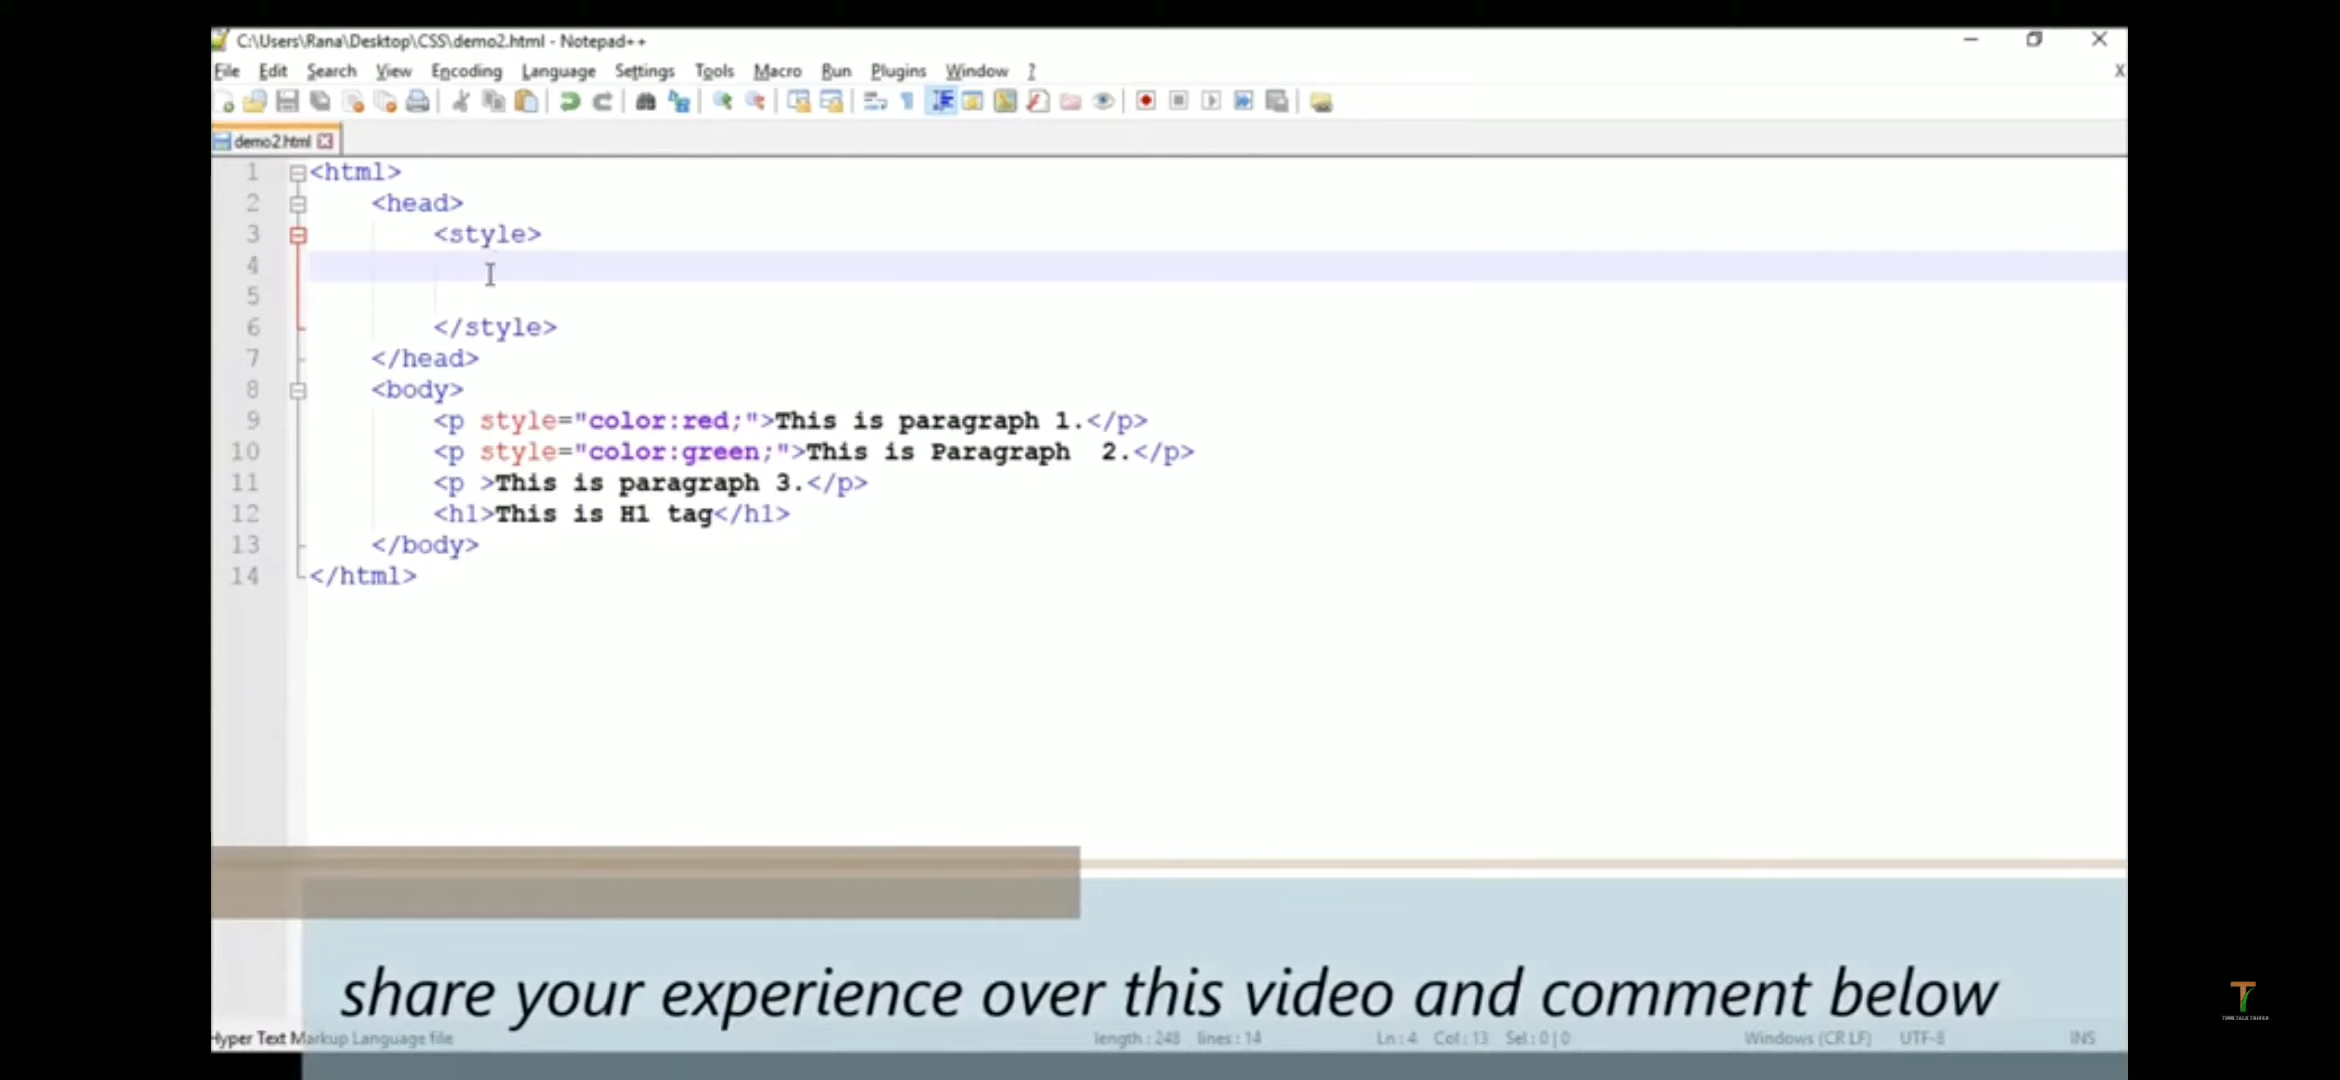 C:\Users\Rana\Desktop\CSS\demo2.html - Notepad++
File Edit Search View Encoding Language Settings Tools Macro Run Plugins Window ?
X
demo2.html
1 <html>
2 <head>
3 <style>
4
5
6 </style>
7 </head>
8 <body>
9 <p style="color:red;">This is paragraph 1.</p>
10 <p style="color:green;">This is Paragraph  2.</p>
11 <p >This is paragraph 3.</p>
12 <h1>This is H1 tag</h1>
13 </body>
14 </html>
share your experience over this video and comment below
Hyper Text Markup Language file length : 248 lines : 14 Ln : 4 Col : 13 Sel : 0 | 0 Windows (CR LF) UTF-8 INS